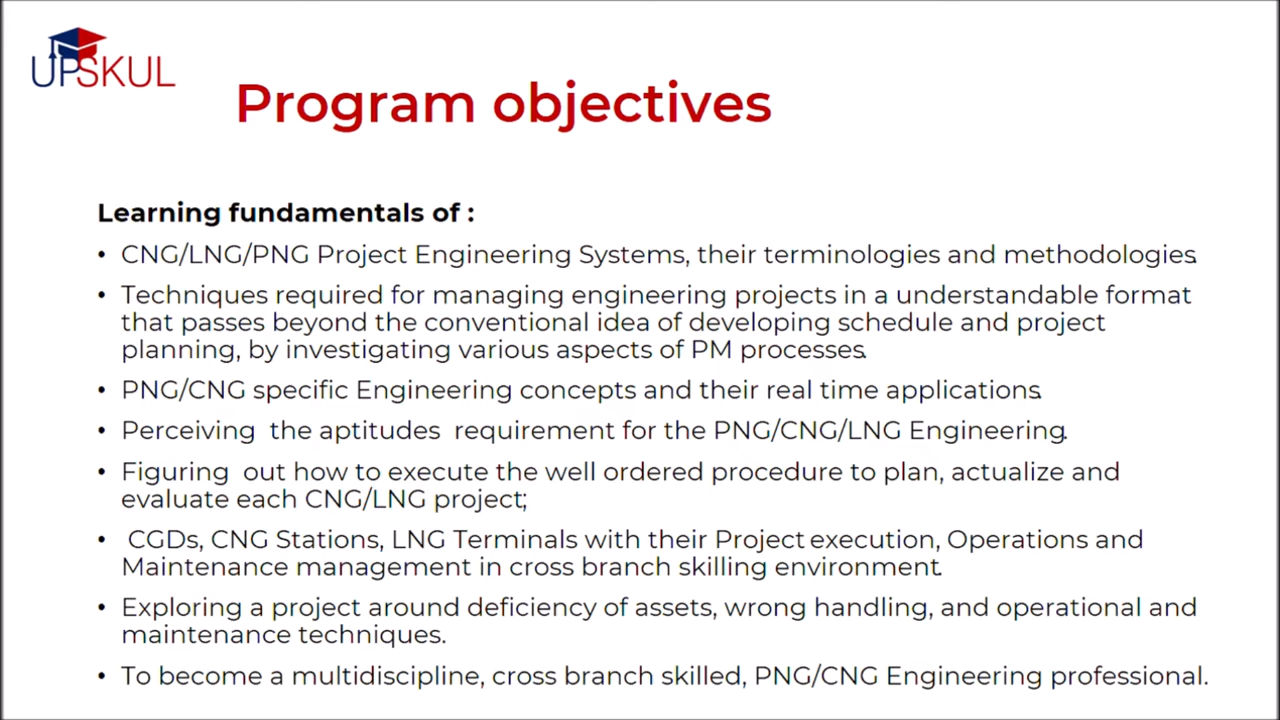 UPSKUL
Program objectives
Learning fundamentals of :
• CNG/LNG/PNG Project Engineering Systems, their terminologies and methodologies.
• Techniques required for managing engineering projects in a understandable format
that passes beyond the conventional idea of developing schedule and project
planning, by investigating various aspects of PM processes.
• PNG/CNG specific Engineering concepts and their real time applications.
• Perceiving the aptitudes requirement for the PNG/CNG/LNG Engineering.
• Figuring out how to execute the well ordered procedure to plan, actualize and
evaluate each CNG/LNG project;
• CGDs, CNG Stations, LNG Terminals with their Project execution, Operations and
Maintenance management in cross branch skilling environment.
• Exploring a project around deficiency of assets, wrong handling, and operational and
maintenance techniques.
• To become a multidiscipline, cross branch skilled, PNG/CNG Engineering professional.